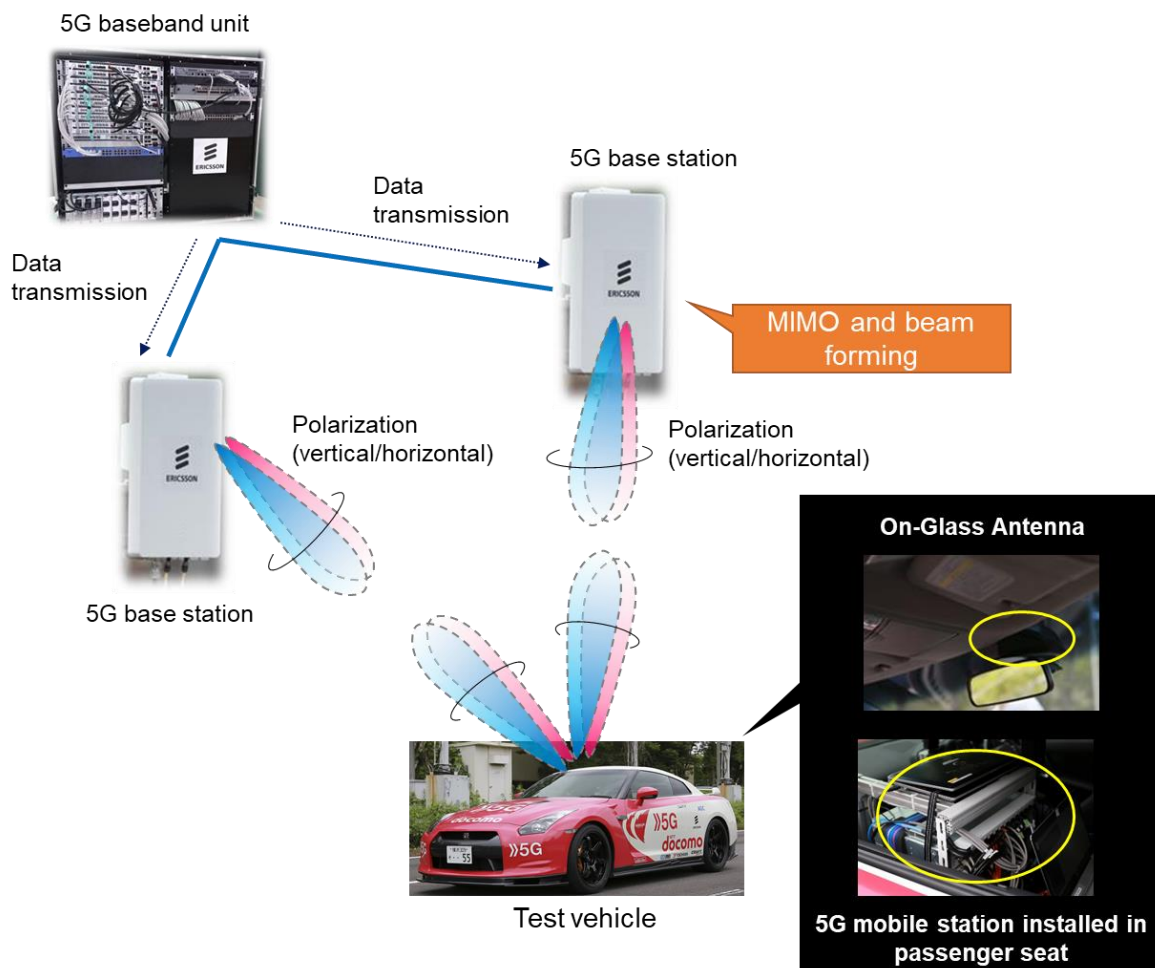 5G baseband unit
ERICSSON
5G base station
Data
transmission
Data
transmission
ERICSSON
MIMO and beam
forming
Polarization
(vertical/horizontal)
Polarization
(vertical/horizontal)
ERICSSON
5G base station
On-Glass Antenna
5G
docomo
5G
docomo
5G
55
Test vehicle
5G mobile station installed in
passenger seat